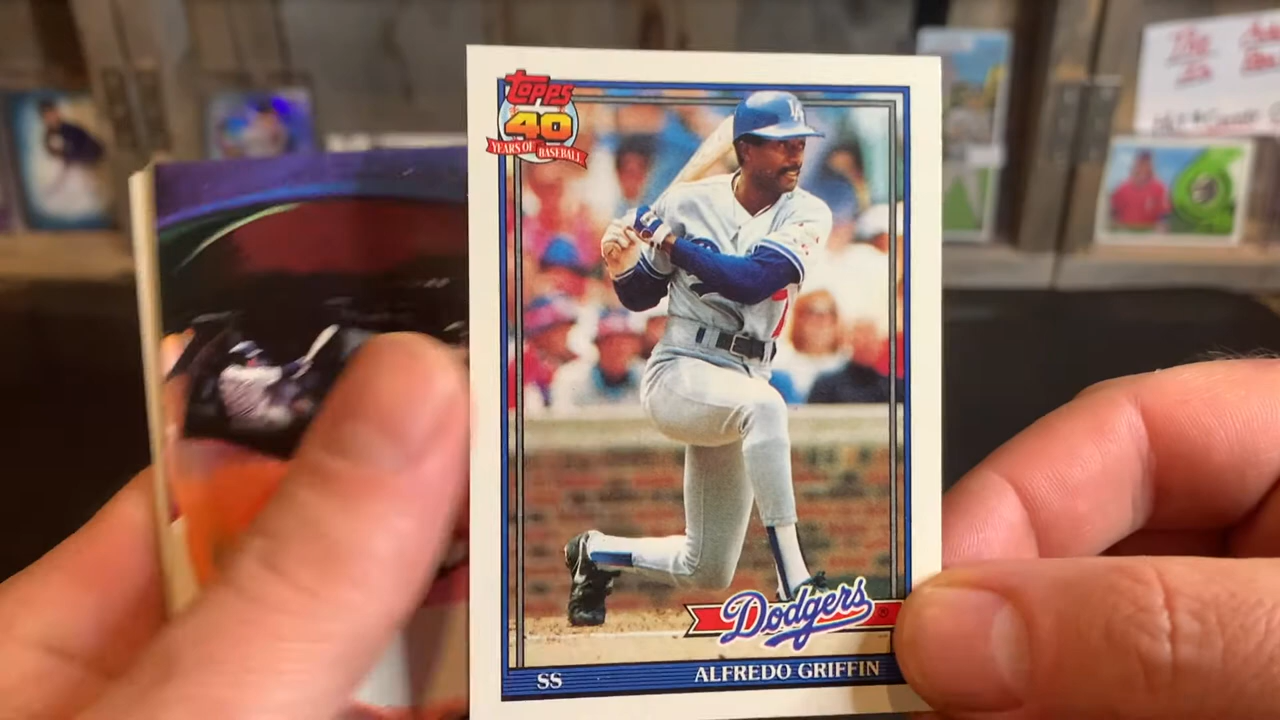 Topps
40
YEARS OF BASEBALL
LA
Dodgers
SS
ALFREDO GRIFFIN